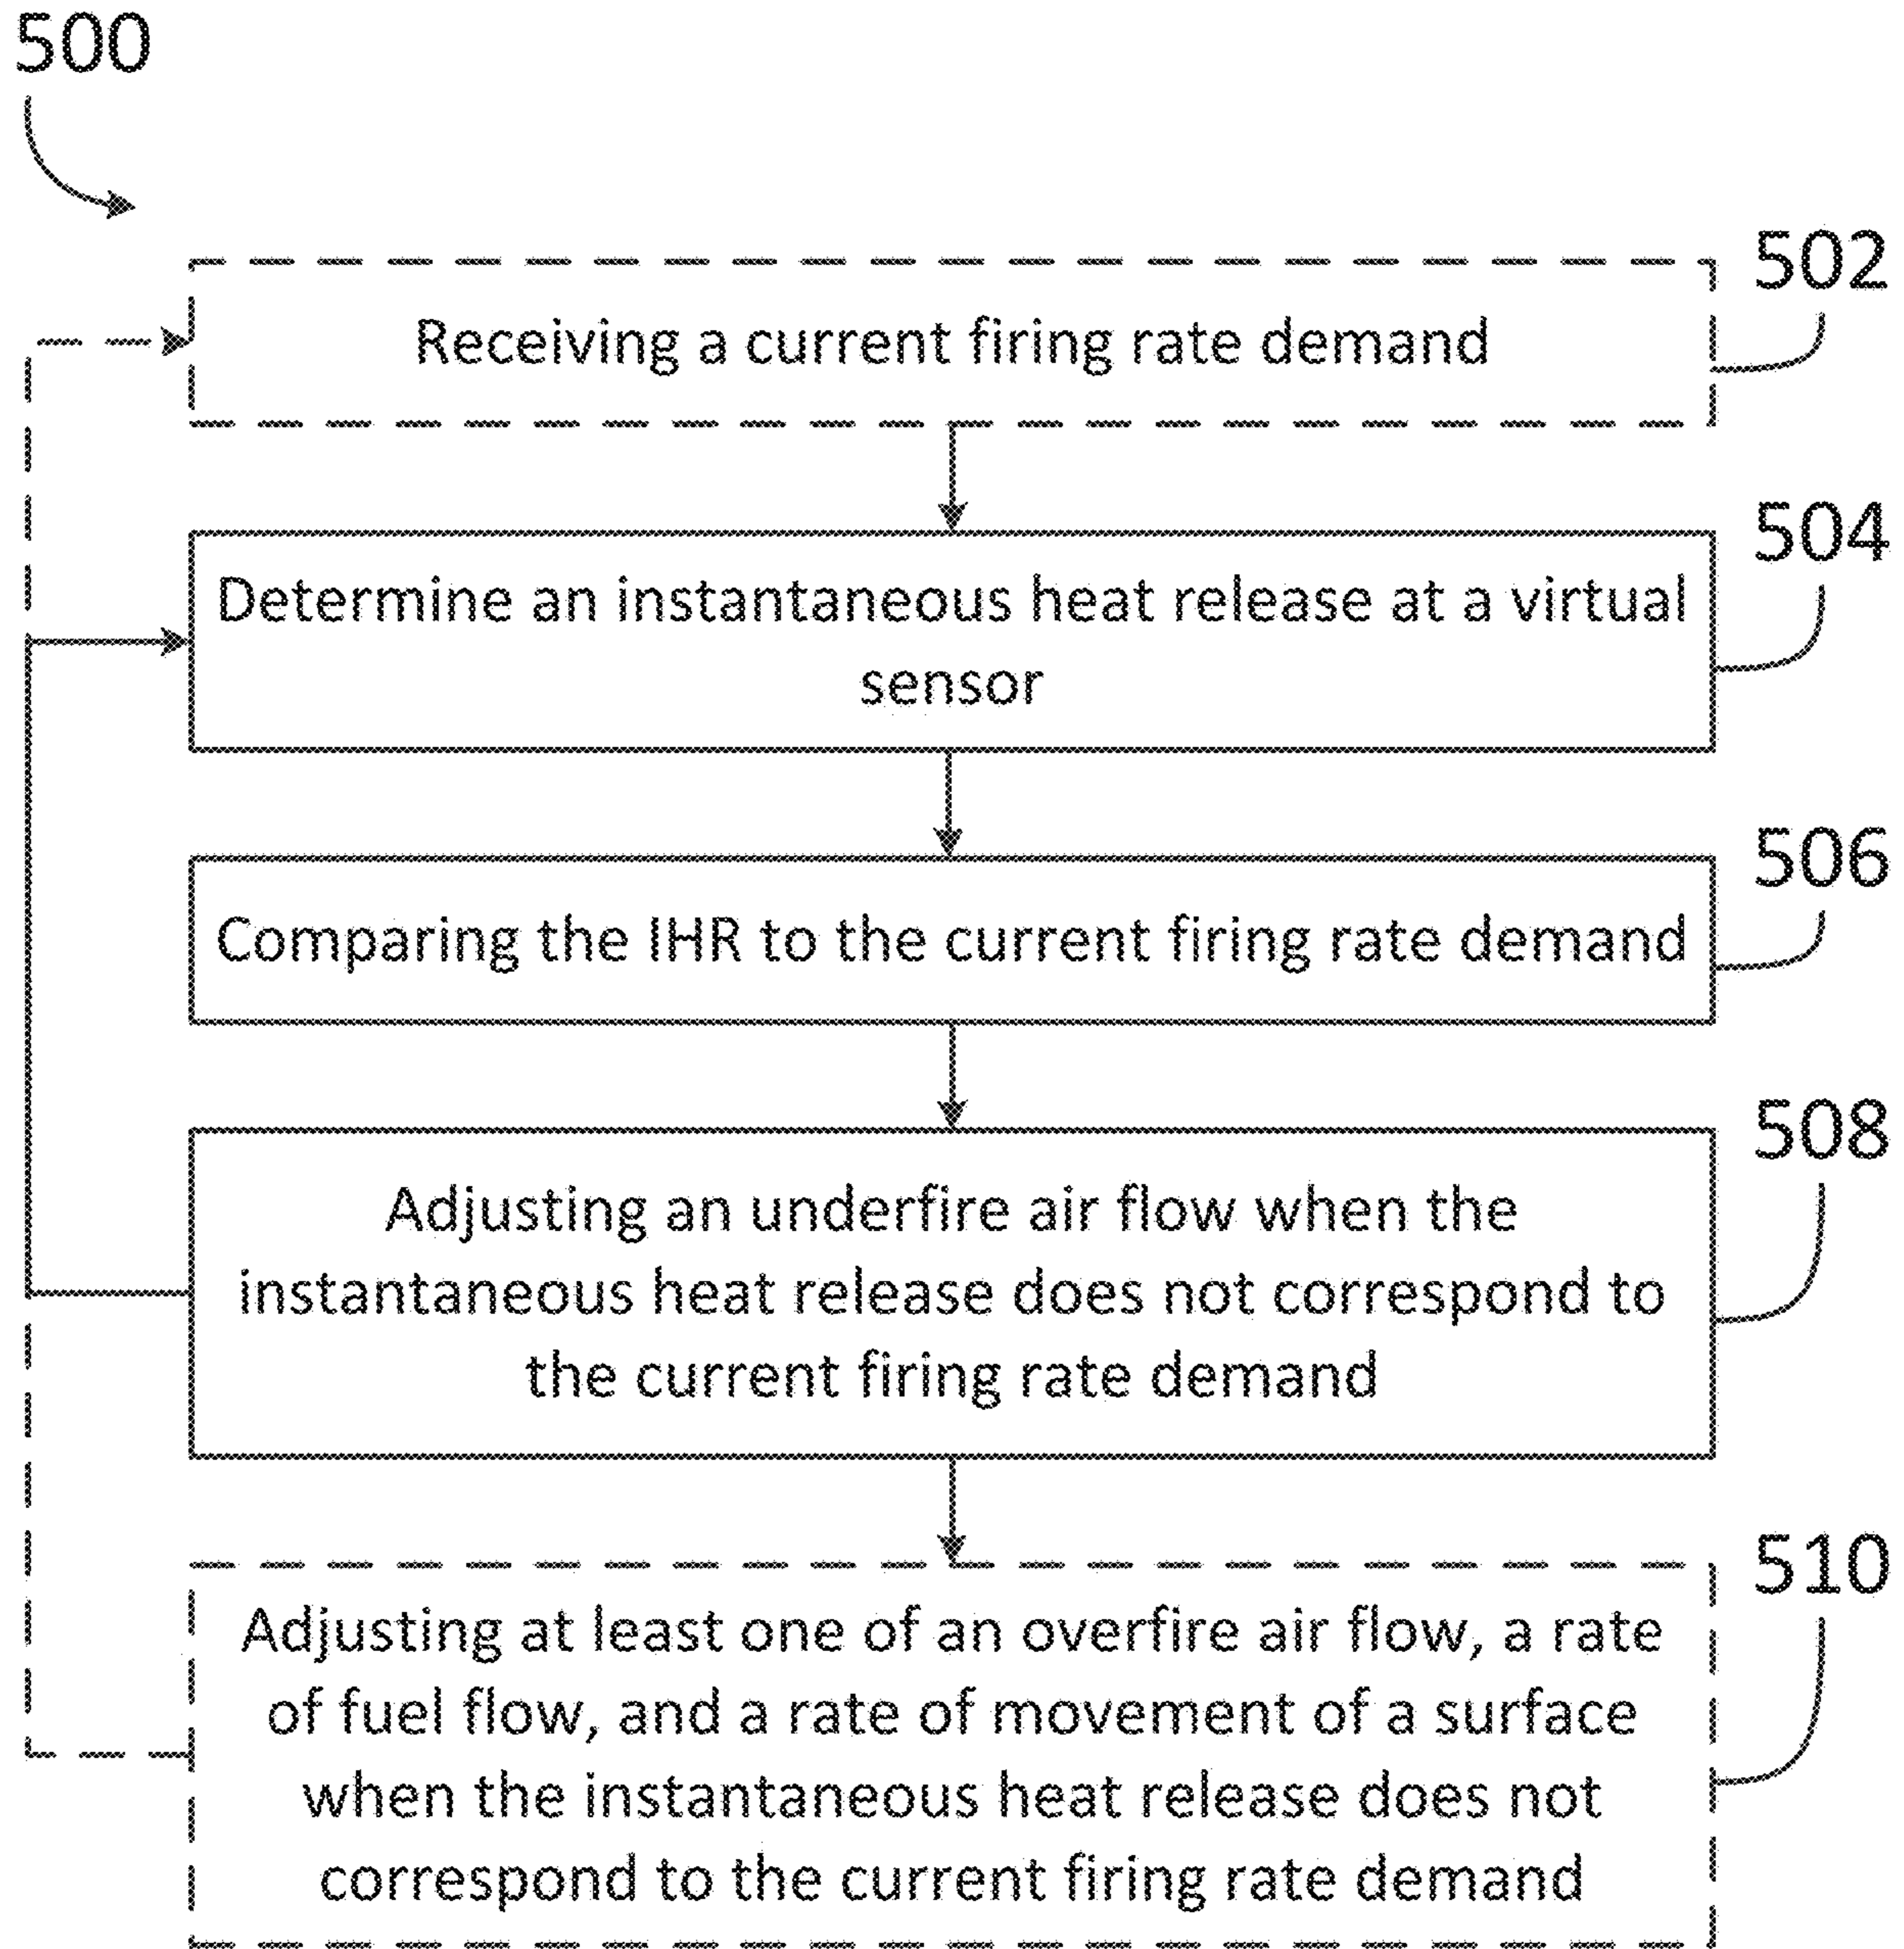 500
502
Receiving a current firing rate demand
504
Determine an instantaneous heat release at a virtual
sensor
506
Comparing the IHR to the current firing rate demand
508
Adjusting an underfire air flow when the
instantaneous heat release does not correspond to
the current firing rate demand
510
Adjusting at least one of an overfire air flow, a rate
of fuel flow, and a rate of movement of a surface
when the instantaneous heat release does not
correspond to the current firing rate demand